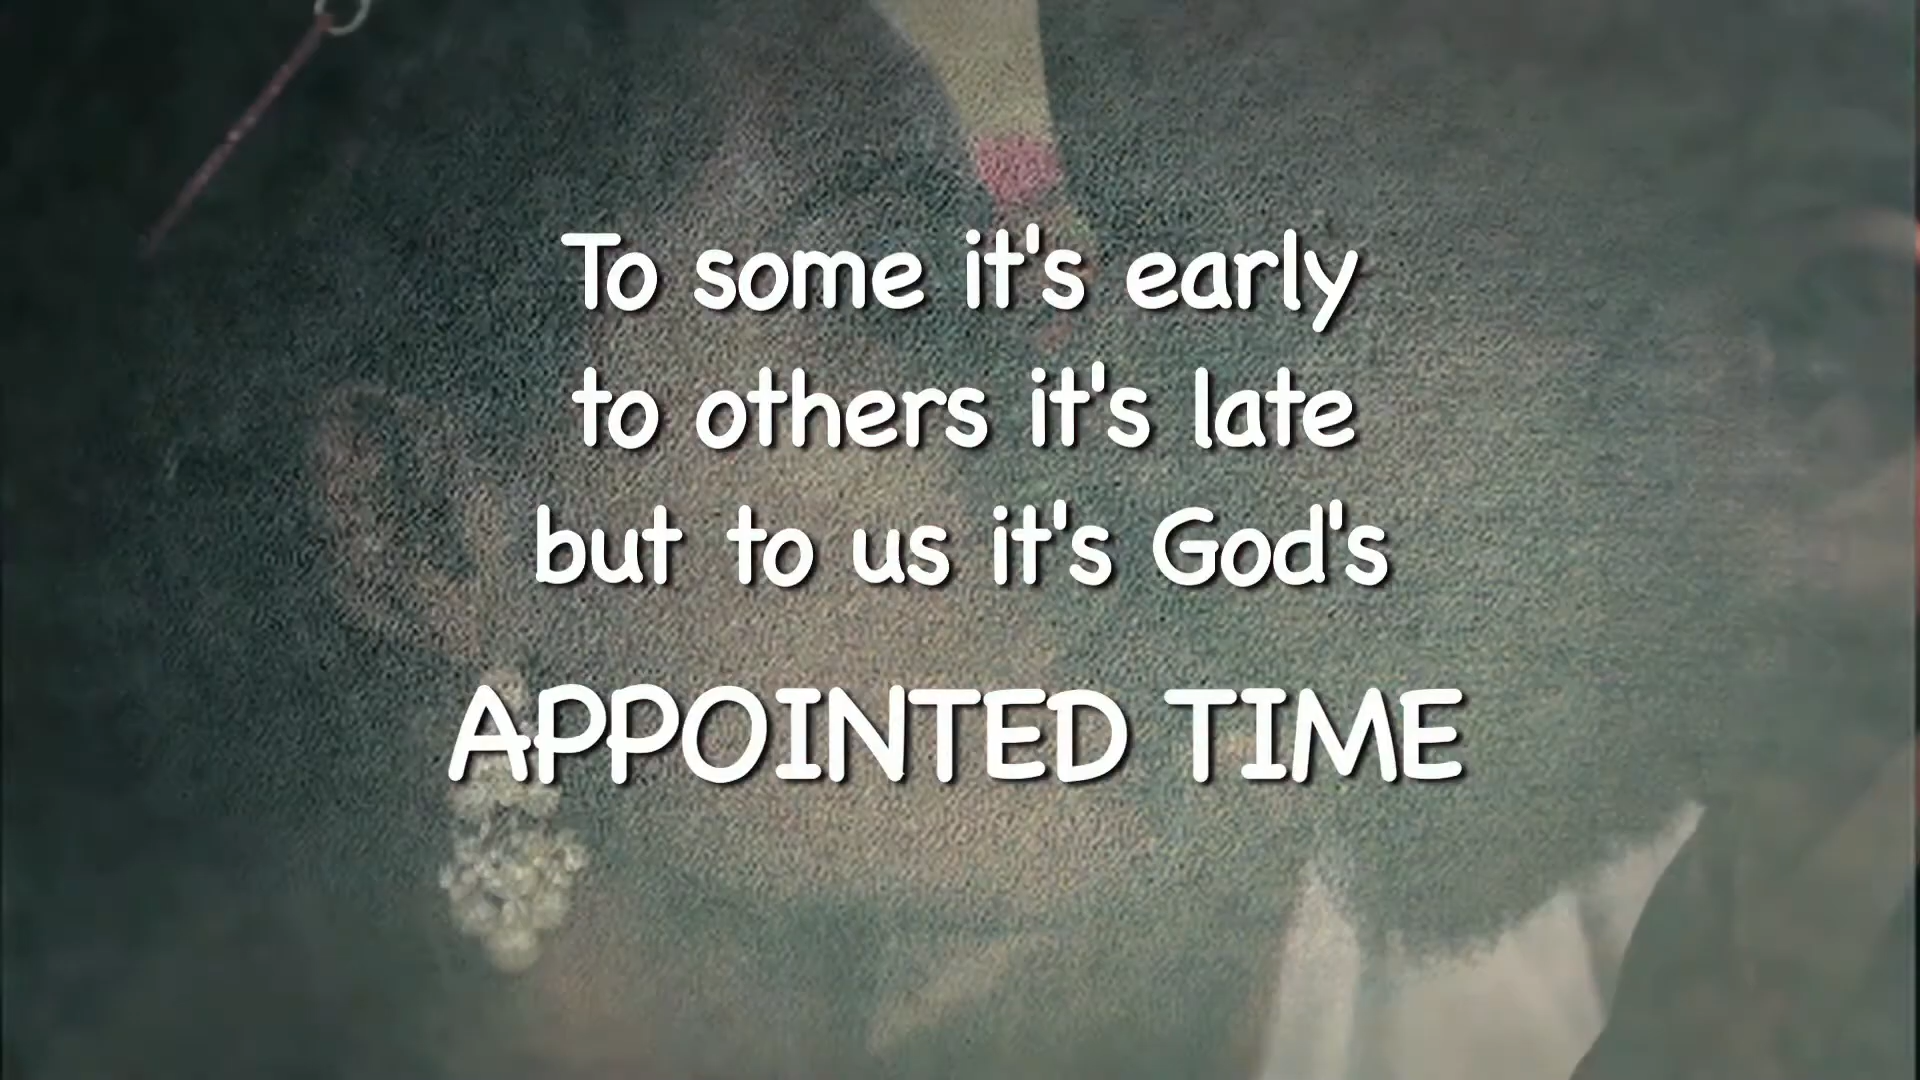 To some it's early
to others it's late
but to us it's God's
APPOINTED TIME